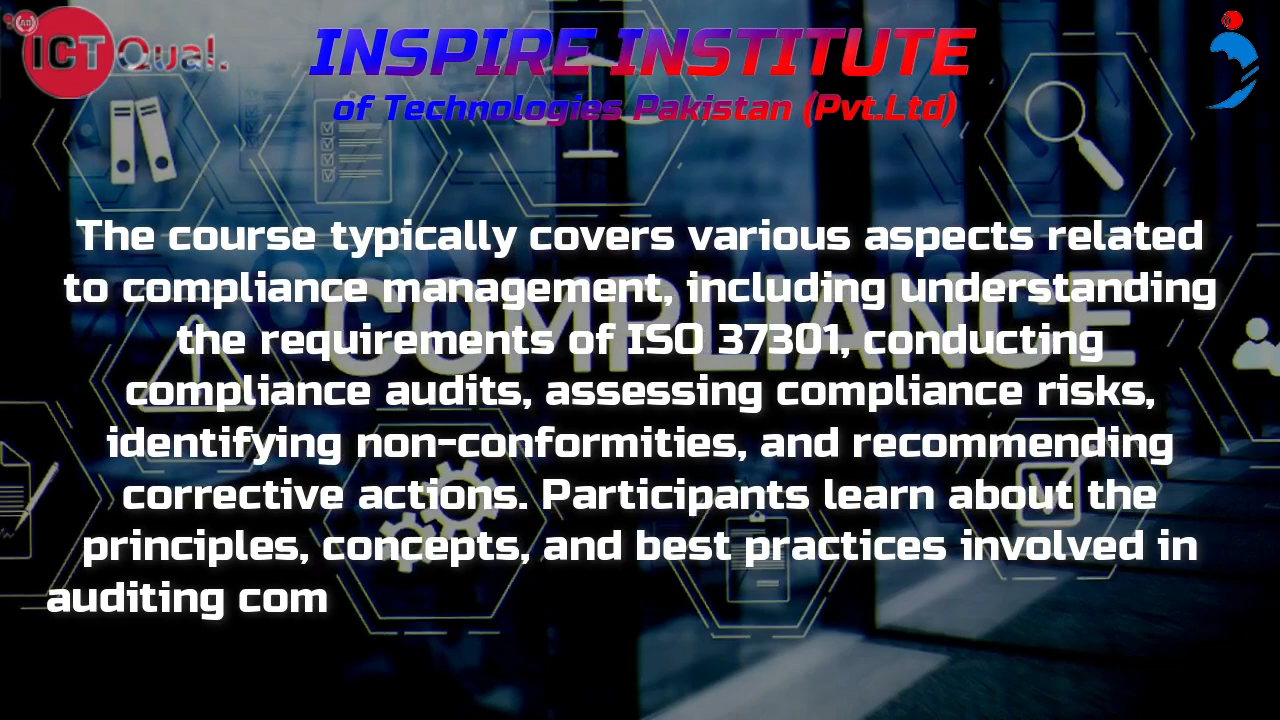 ICTQual.
INSPIRE INSTITUTE
of Technologies Pakistan (Pvt.Ltd)
COMPLIANCE
The course typically covers various aspects related
to compliance management, including understanding
the requirements of ISO 37301, conducting
compliance audits, assessing compliance risks,
identifying non-conformities, and recommending
corrective actions. Participants learn about the
principles, concepts, and best practices involved in
auditing com